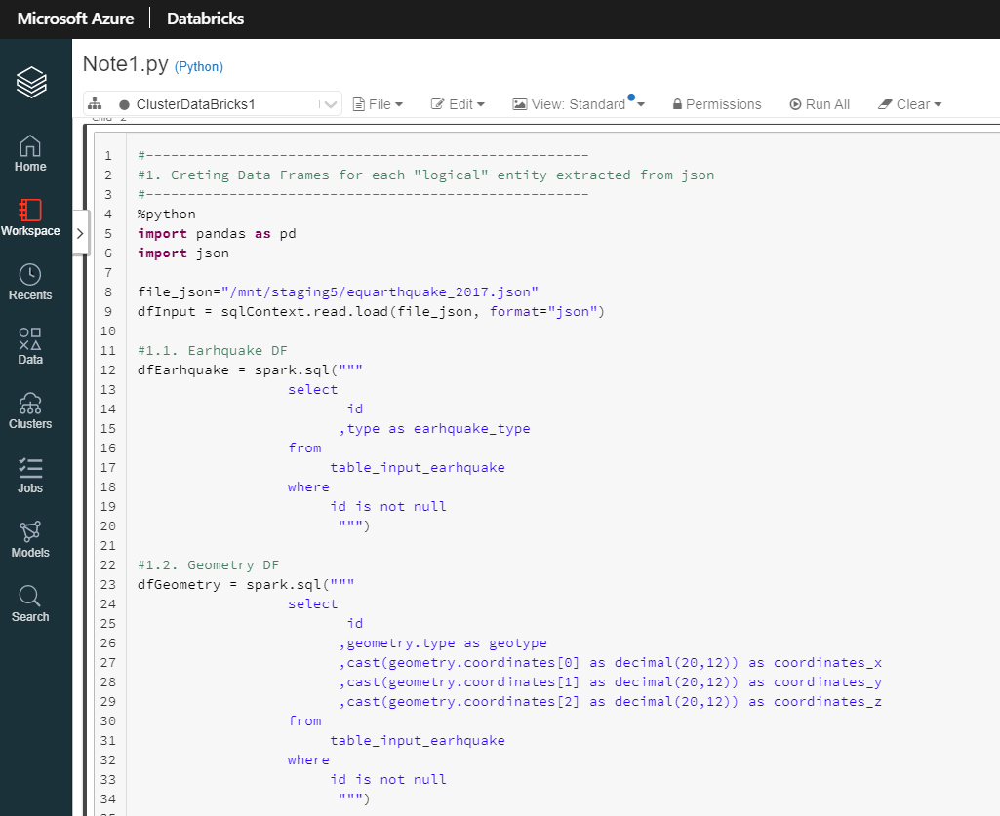 Microsoft Azure | Databricks
Note1.py (Python)
ClusterDataBricks1 File Edit View: Standard Permissions Run All Clear
Cmd 2
Home
Workspace
Recents
Data
Clusters
Jobs
Models
Search
1 #-----------------------------------------------------
2 #1. Creting Data Frames for each "logical" entity extracted from json
3 #-----------------------------------------------------
4 %python
5 import pandas as pd
6 import json
7
8 file_json="/mnt/staging5/equarthquake_2017.json"
9 dfInput = sqlContext.read.load(file_json, format="json")
10
11 #1.1. Earhquake DF
12 dfEarhquake = spark.sql("""
13 select
14 id
15 ,type as earhquake_type
16 from
17 table_input_earhquake
18 where
19 id is not null
20 """)
21
22 #1.2. Geometry DF
23 dfGeometry = spark.sql("""
24 select
25 id
26 ,geometry.type as geotype
27 ,cast(geometry.coordinates[0] as decimal(20,12)) as coordinates_x
28 ,cast(geometry.coordinates[1] as decimal(20,12)) as coordinates_y
29 ,cast(geometry.coordinates[2] as decimal(20,12)) as coordinates_z
30 from
31 table_input_earhquake
32 where
33 id is not null
34 """)